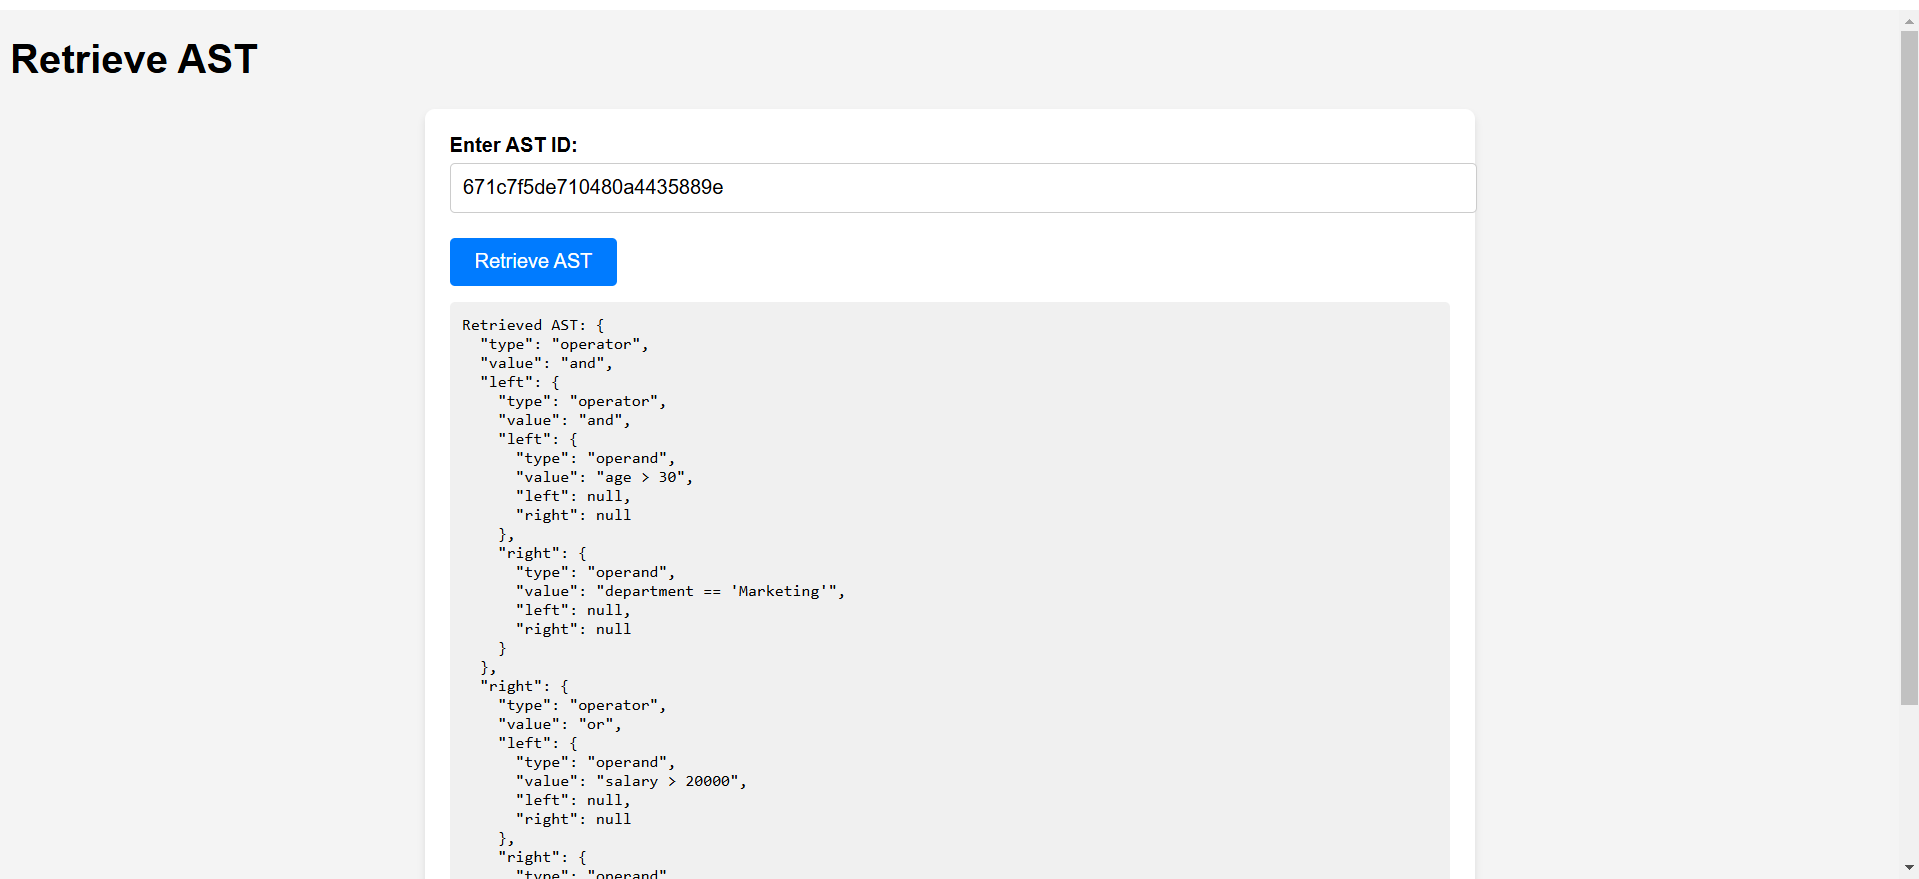 Retrieve AST
Enter AST ID:
671c7f5de710480a4435889e
Retrieve AST
Retrieved AST: {
  "type": "operator",
  "value": "and",
  "left": {
    "type": "operator",
    "value": "and",
    "left": {
      "type": "operand",
      "value": "age > 30",
      "left": null,
      "right": null
    },
    "right": {
      "type": "operand",
      "value": "department == 'Marketing'",
      "left": null,
      "right": null
    }
  },
  "right": {
    "type": "operator",
    "value": "or",
    "left": {
      "type": "operand",
      "value": "salary > 20000",
      "left": null,
      "right": null
    },
    "right": {
      "type": "operand"